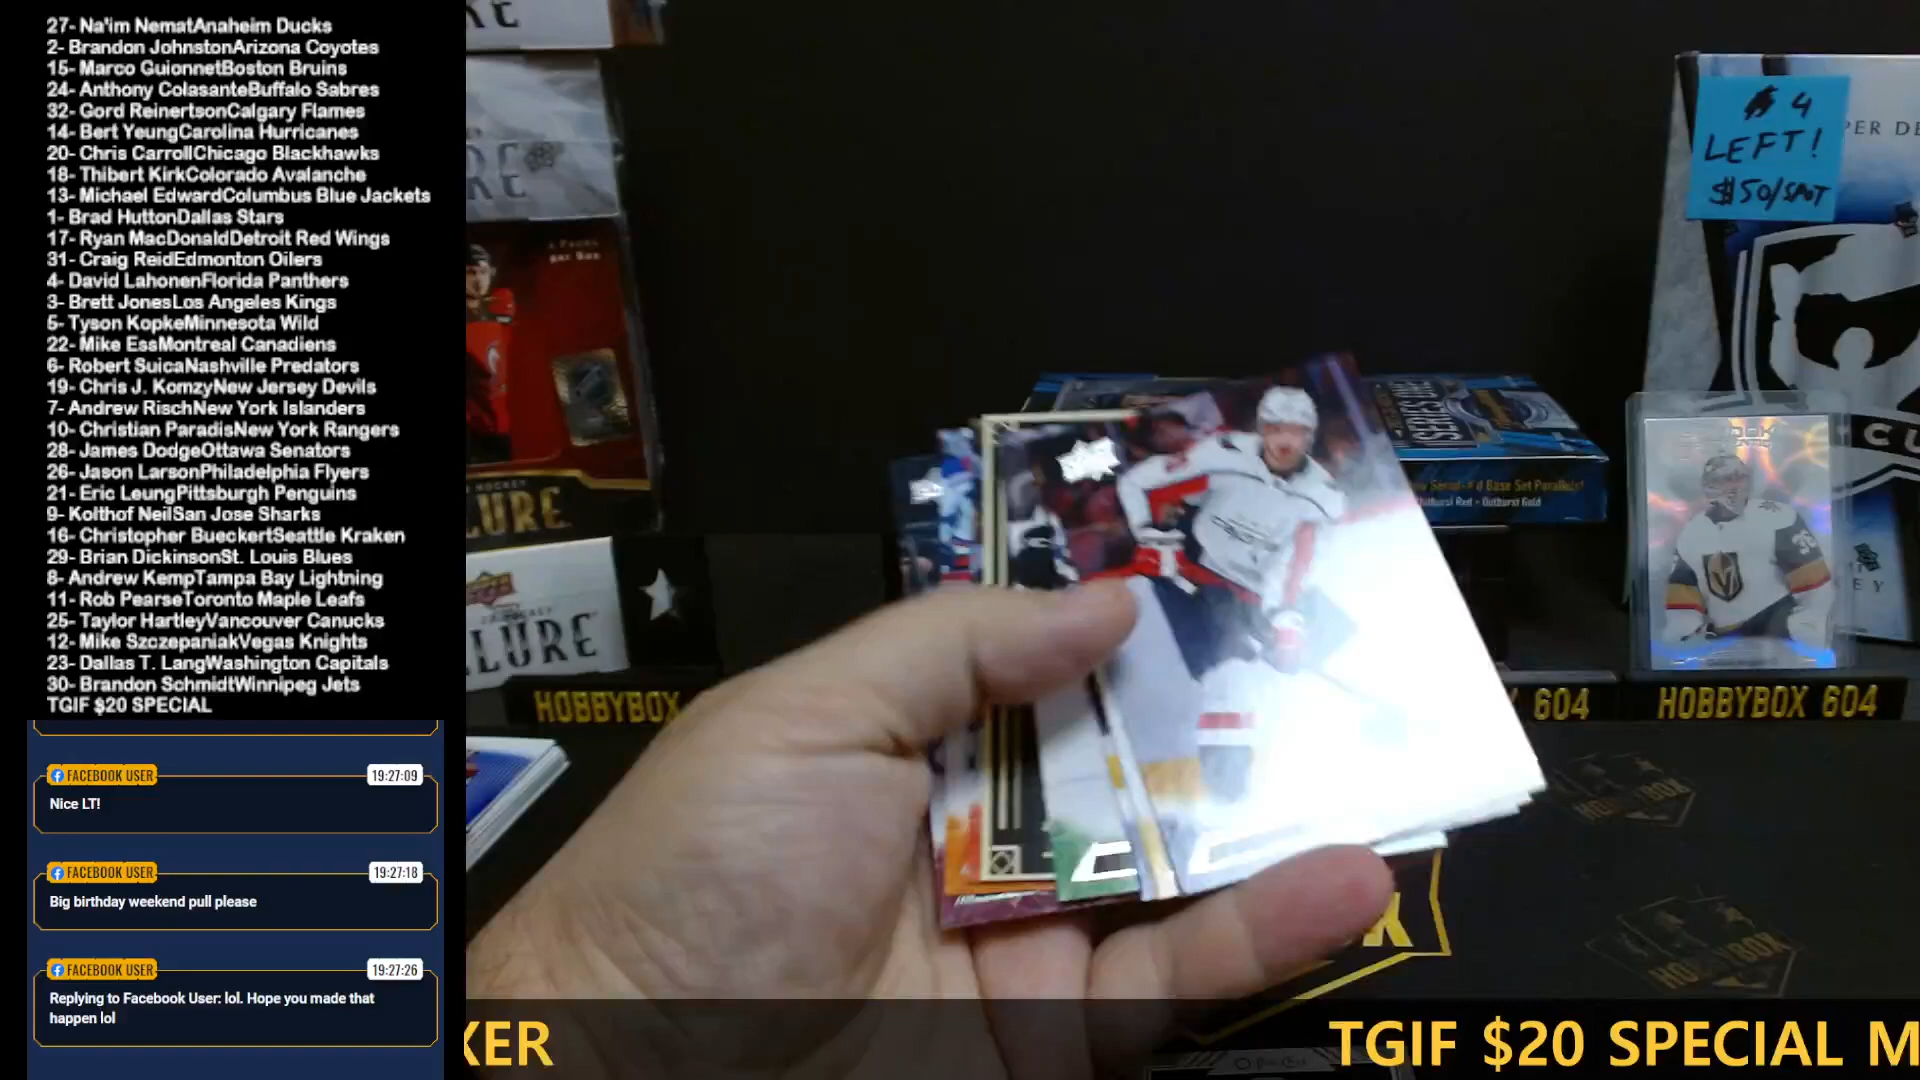 27- Na'im NematAnaheim Ducks
2- Brandon JohnstonArizona Coyotes
15- Marco GuionnetBoston Bruins
24- Anthony ColasanteBuffalo Sabres
32- Gord ReinertsonCalgary Flames
14- Bert YeungCarolina Hurricanes
20- Chris CarrollChicago Blackhawks
18- Thibert KirkColorado Avalanche
13- Michael EdwardColumbus Blue Jackets
1- Brad HuttonDallas Stars
17- Ryan MacDonaldDetroit Red Wings
31- Craig ReidEdmonton Oilers
4- David LahonenFlorida Panthers
3- Brett JonesLos Angeles Kings
5- Tyson KopkeMinnesota Wild
22- Mike EssMontreal Canadiens
6- Robert SuicaNashville Predators
19- Chris J. KomzyNew Jersey Devils
7- Andrew RischNew York Islanders
10- Christian ParadisNew York Rangers
28- James DodgeOttawa Senators
26- Jason LarsonPhiladelphia Flyers
21- Eric LeungPittsburgh Penguins
9- Kolthof NeilSan Jose Sharks
16- Christopher BueckertSeattle Kraken
29- Brian DickinsonSt. Louis Blues
8- Andrew KempTampa Bay Lightning
11- Rob PearseToronto Maple Leafs
25- Taylor HartleyVancouver Canucks
12- Mike SzczepaniakVegas Knights
23- Dallas T. LangWashington Capitals
30- Brandon SchmidtWinnipeg Jets
TGIF $20 SPECIAL
FACEBOOK USER 19:27:09
Nice LT!
FACEBOOK USER 19:27:18
Big birthday weekend pull please
FACEBOOK USER 19:27:26
Replying to Facebook User: lol. Hope you made that
happen lol
4
LEFT!
$50/SPOT
PER DE
CU
SERIES ONE
LURE
LLURE
HOBBYBOX
604
HOBBYBOX 604
XER
TGIF $20 SPECIAL M